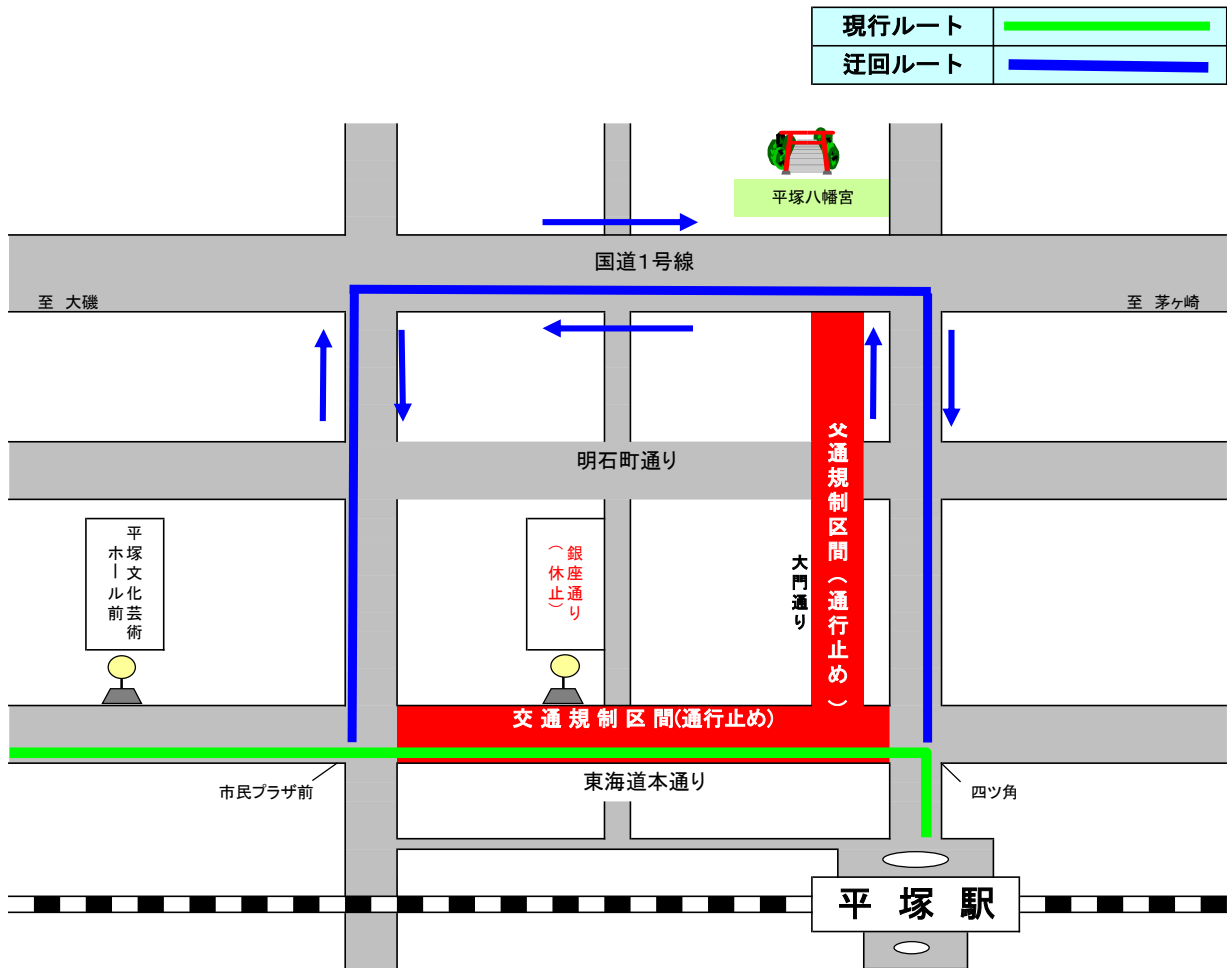 現行ルート
迂回ルート
平塚八幡宮
国道1号線
至 大磯
至 茅ヶ崎
明石町通り
交通規制区間(通行止め)
大門通り
平塚文化芸術
ホール前
銀座通り
(休止)
交通規制区間(通行止め)
東海道本通り
市民プラザ前
四ツ角
平塚駅